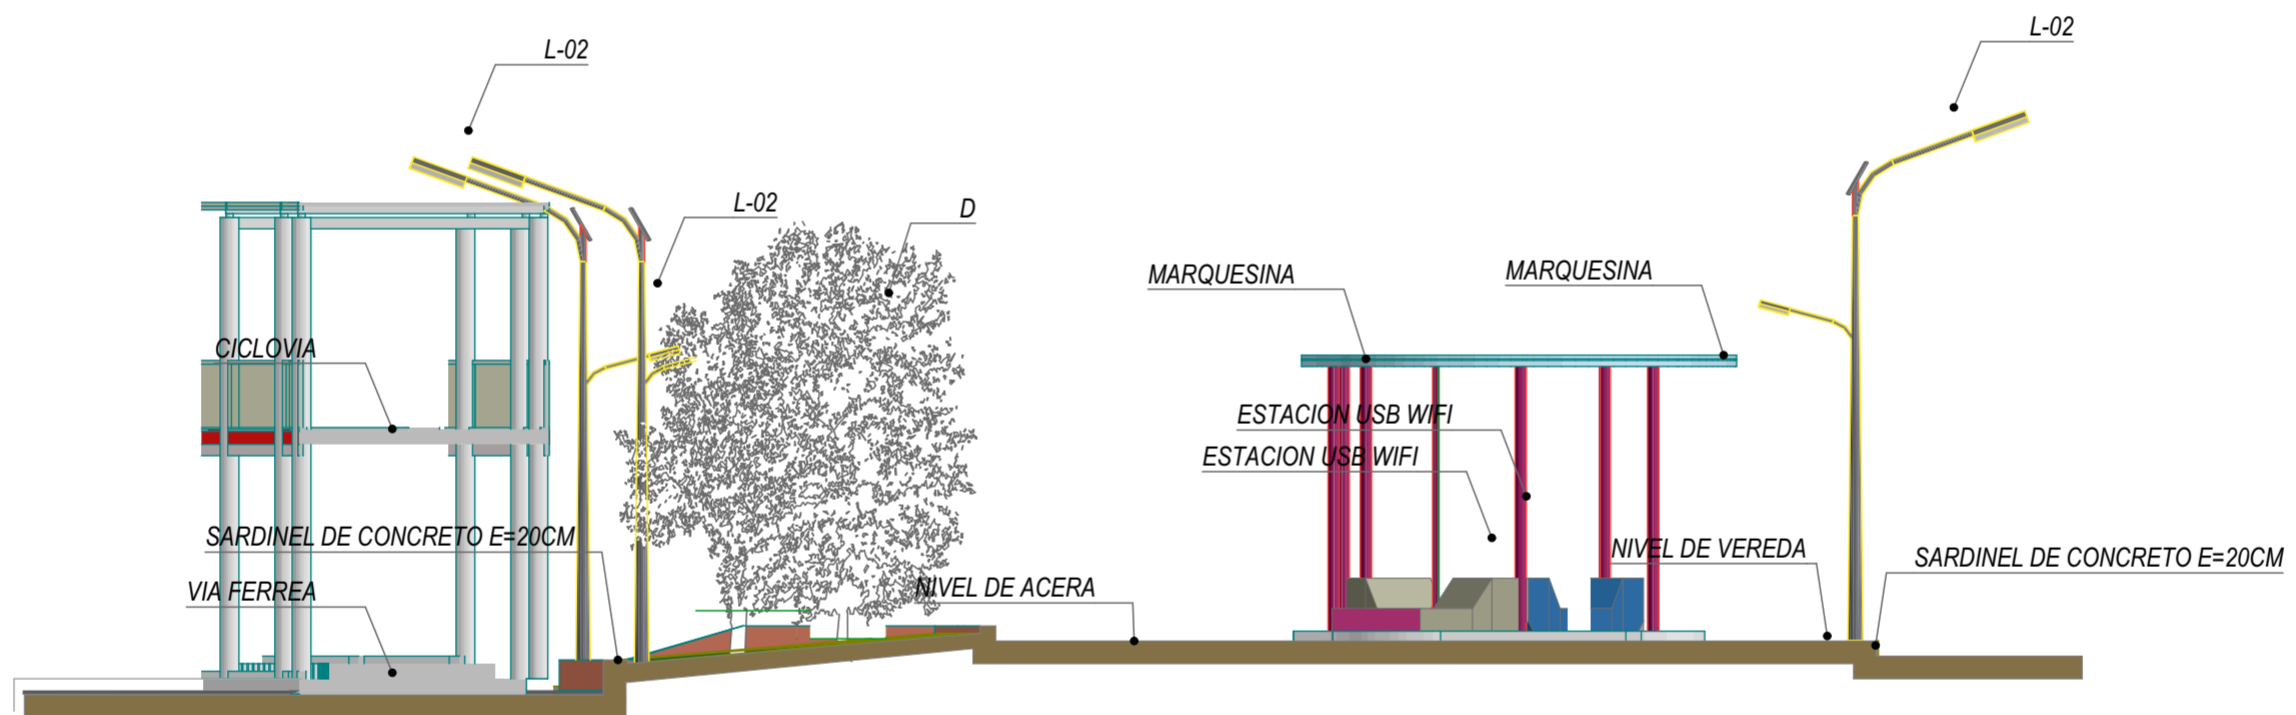 L-02
L-02
L-02
D
MARQUESINA
MARQUESINA
CICLOVIA
ESTACION USB WIFI
ESTACION USB WIFI
SARDINEL DE CONCRETO E=20CM
NIVEL DE VEREDA
SARDINEL DE CONCRETO E=20CM
VIA FERREA
NIVEL DE ACERA